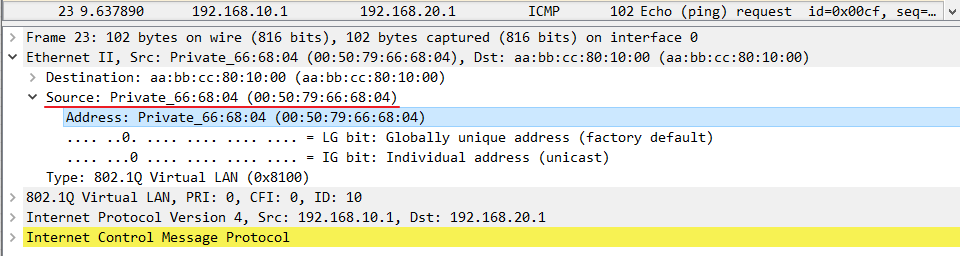 23 9.637890 192.168.10.1 192.168.20.1 ICMP 102 Echo (ping) request id=0x00cf, seq=…
Frame 23: 102 bytes on wire (816 bits), 102 bytes captured (816 bits) on interface 0
Ethernet II, Src: Private_66:68:04 (00:50:79:66:68:04), Dst: aa:bb:cc:80:10:00 (aa:bb:cc:80:10:00)
Destination: aa:bb:cc:80:10:00 (aa:bb:cc:80:10:00)
Source: Private_66:68:04 (00:50:79:66:68:04)
Address: Private_66:68:04 (00:50:79:66:68:04)
.... ..0. .... .... .... .... = LG bit: Globally unique address (factory default)
.... ...0 .... .... .... .... = IG bit: Individual address (unicast)
Type: 802.1Q Virtual LAN (0x8100)
802.1Q Virtual LAN, PRI: 0, CFI: 0, ID: 10
Internet Protocol Version 4, Src: 192.168.10.1, Dst: 192.168.20.1
Internet Control Message Protocol